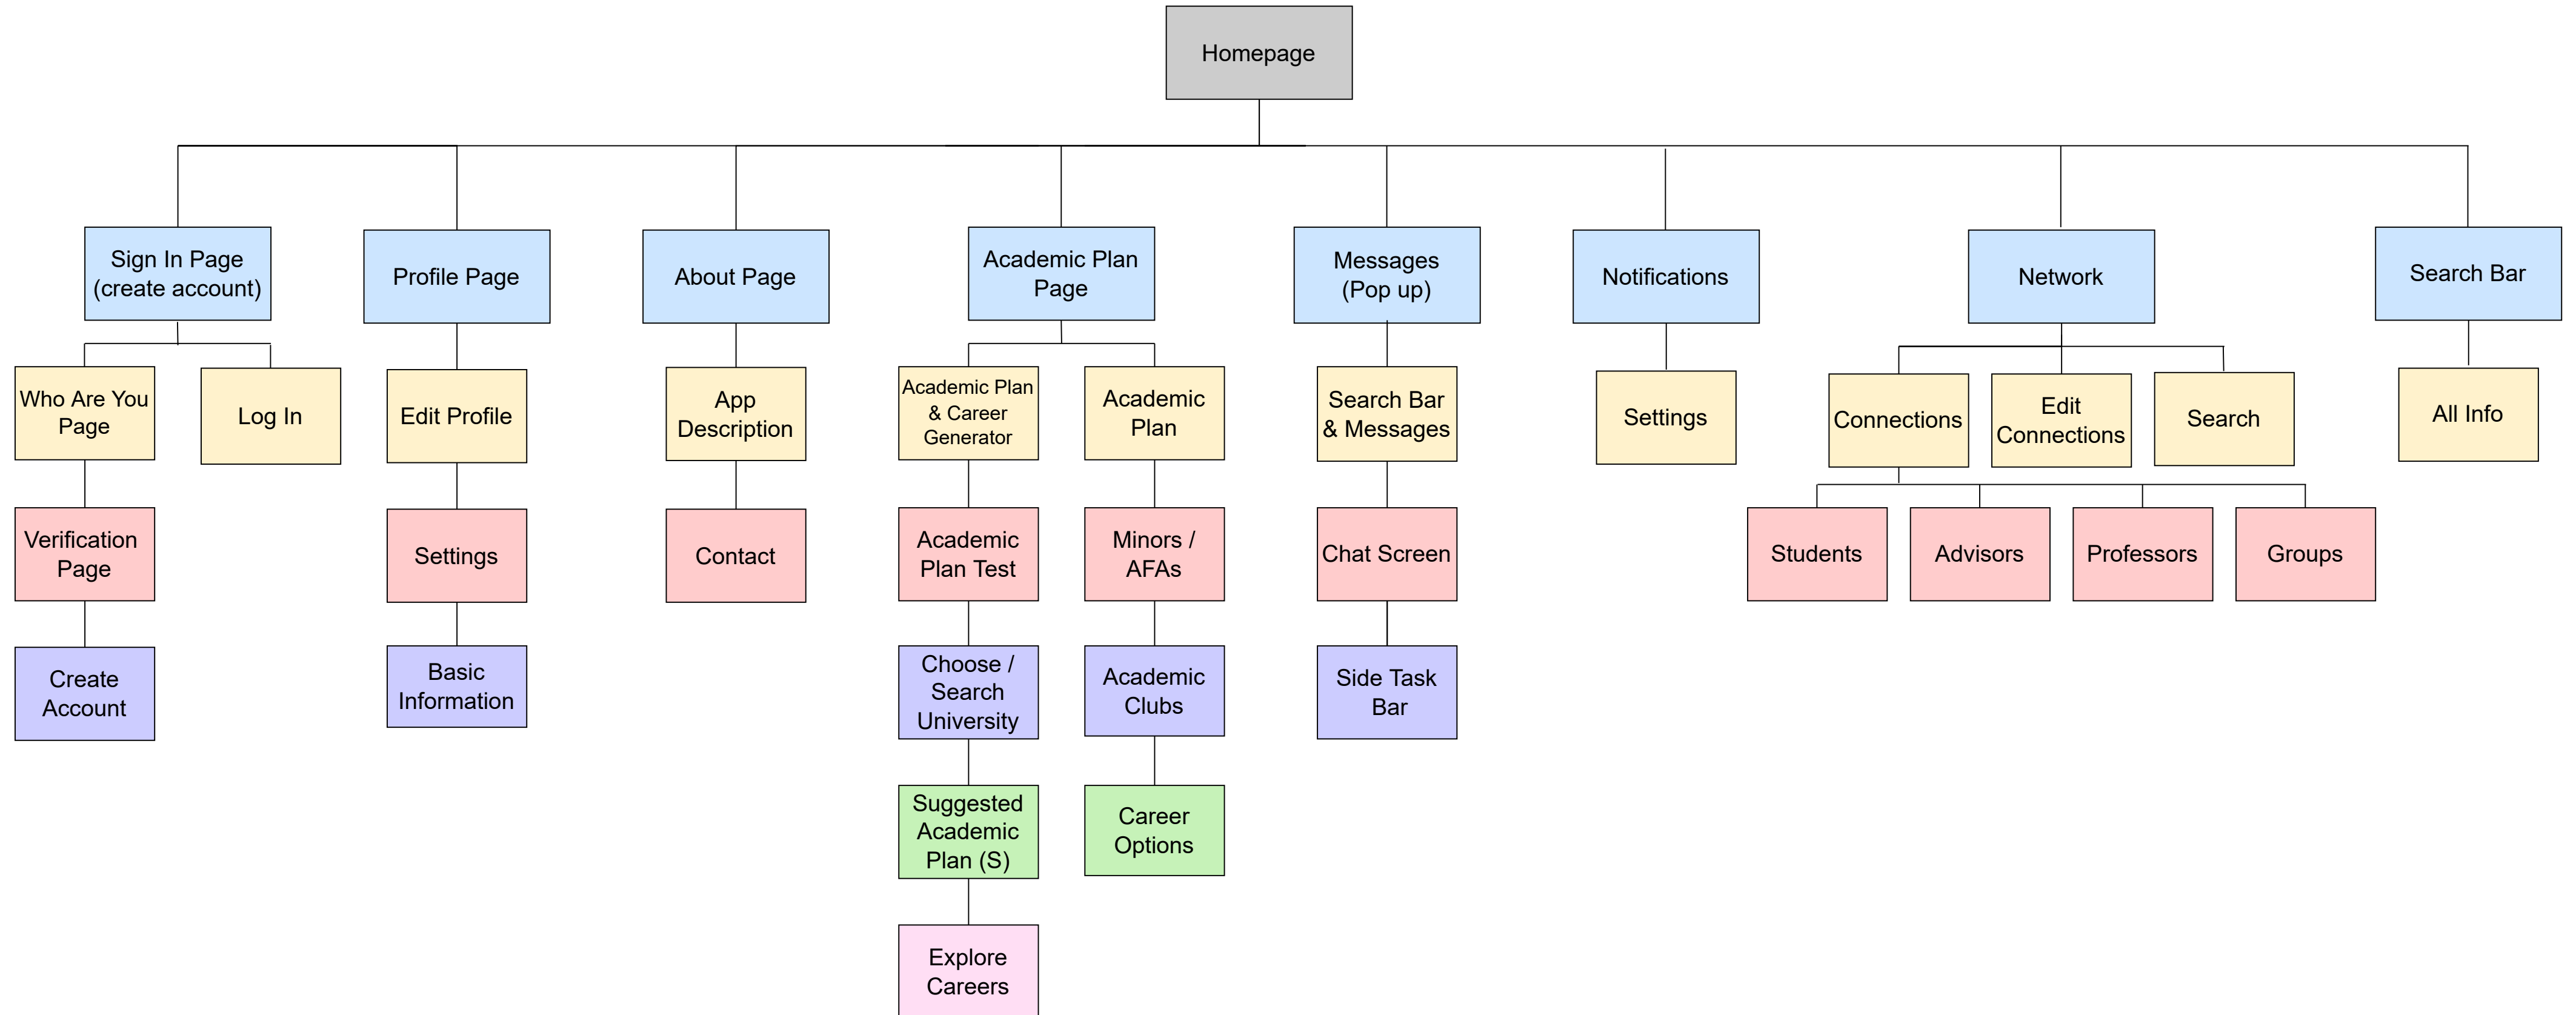 Homepage
Sign In Page
(create account)
Profile Page
About Page
Academic Plan
Page
Messages
(Pop up)
Notifications
Network
Search Bar
Who Are You
Page
Log In
Edit Profile
App
Description
Academic Plan
& Career
Generator
Academic
Plan
Search Bar
& Messages
Settings
Connections
Edit
Connections
Search
All Info
Verification
Page
Settings
Contact
Academic
Plan Test
Minors /
AFAs
Chat Screen
Students
Advisors
Professors
Groups
Create
Account
Basic
Information
Choose /
Search
University
Academic
Clubs
Side Task
Bar
Suggested
Academic
Plan (S)
Career
Options
Explore
Careers